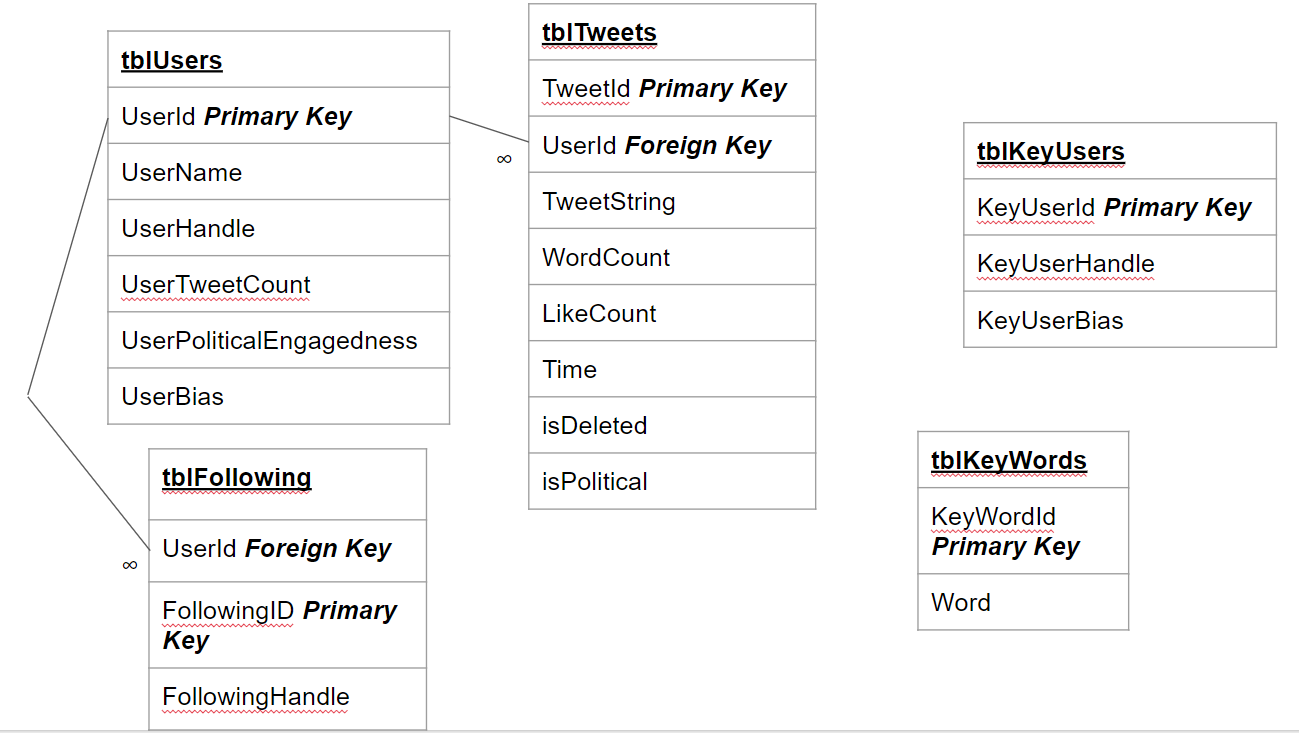 tblUsers
UserId Primary Key
UserName
UserHandle
UserTweetCount
UserPoliticalEngagedness
UserBias
tblFollowing
UserId Foreign Key
∞
FollowingID Primary
Key
FollowingHandle
tblTweets
TweetId Primary Key
UserId Foreign Key
∞
TweetString
WordCount
LikeCount
Time
isDeleted
isPolitical
tblKeyUsers
KeyUserId Primary Key
KeyUserHandle
KeyUserBias
tblKeyWords
KeyWordId
Primary Key
Word